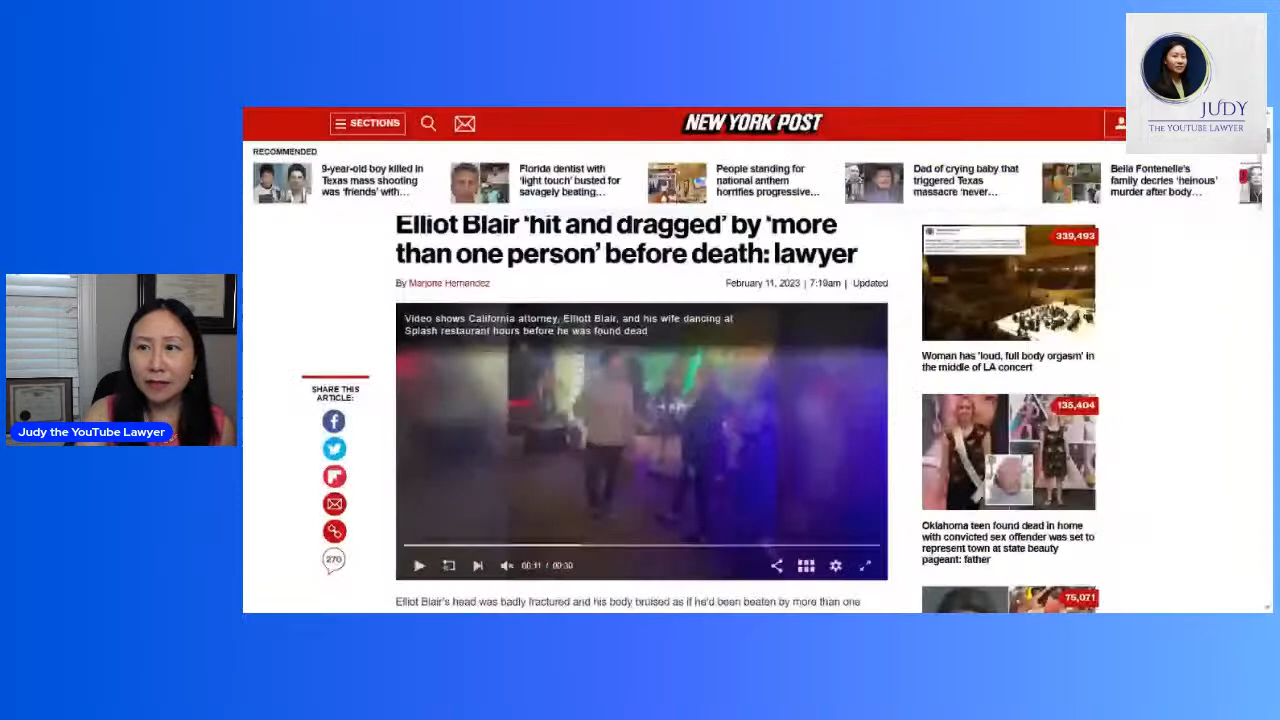 JUDY
THE YOUTUBE LAWYER
SECTIONS
NEW YORK POST
RECOMMENDED
9-year-old boy killed in
Texas mass shooting
was 'friends' with...
Florida dentist with
'light touch' busted for
savagely beating...
People standing for
national anthem
horrifies progressive...
Dad of crying baby that
triggered Texas
massacre 'never...
Bella Fontenelle's
family decries 'heinous'
murder after body...
Elliot Blair 'hit and dragged' by 'more
than one person' before death: lawyer
By Marjorie Hernandez
February 11, 2023 | 7:19am | Updated
Video shows California attorney, Elliott Blair, and his wife dancing at
Splash restaurant hours before he was found dead
SHARE THIS
ARTICLE:
270
00:11 / 00:30
Elliot Blair's head was badly fractured and his body bruised as if he'd been beaten by more than one
339,493
Woman has 'loud, full body orgasm' in
the middle of LA concert
135,404
Oklahoma teen found dead in home
with convicted sex offender was set to
represent town at state beauty
pageant: father
75,071
Judy the YouTube Lawyer